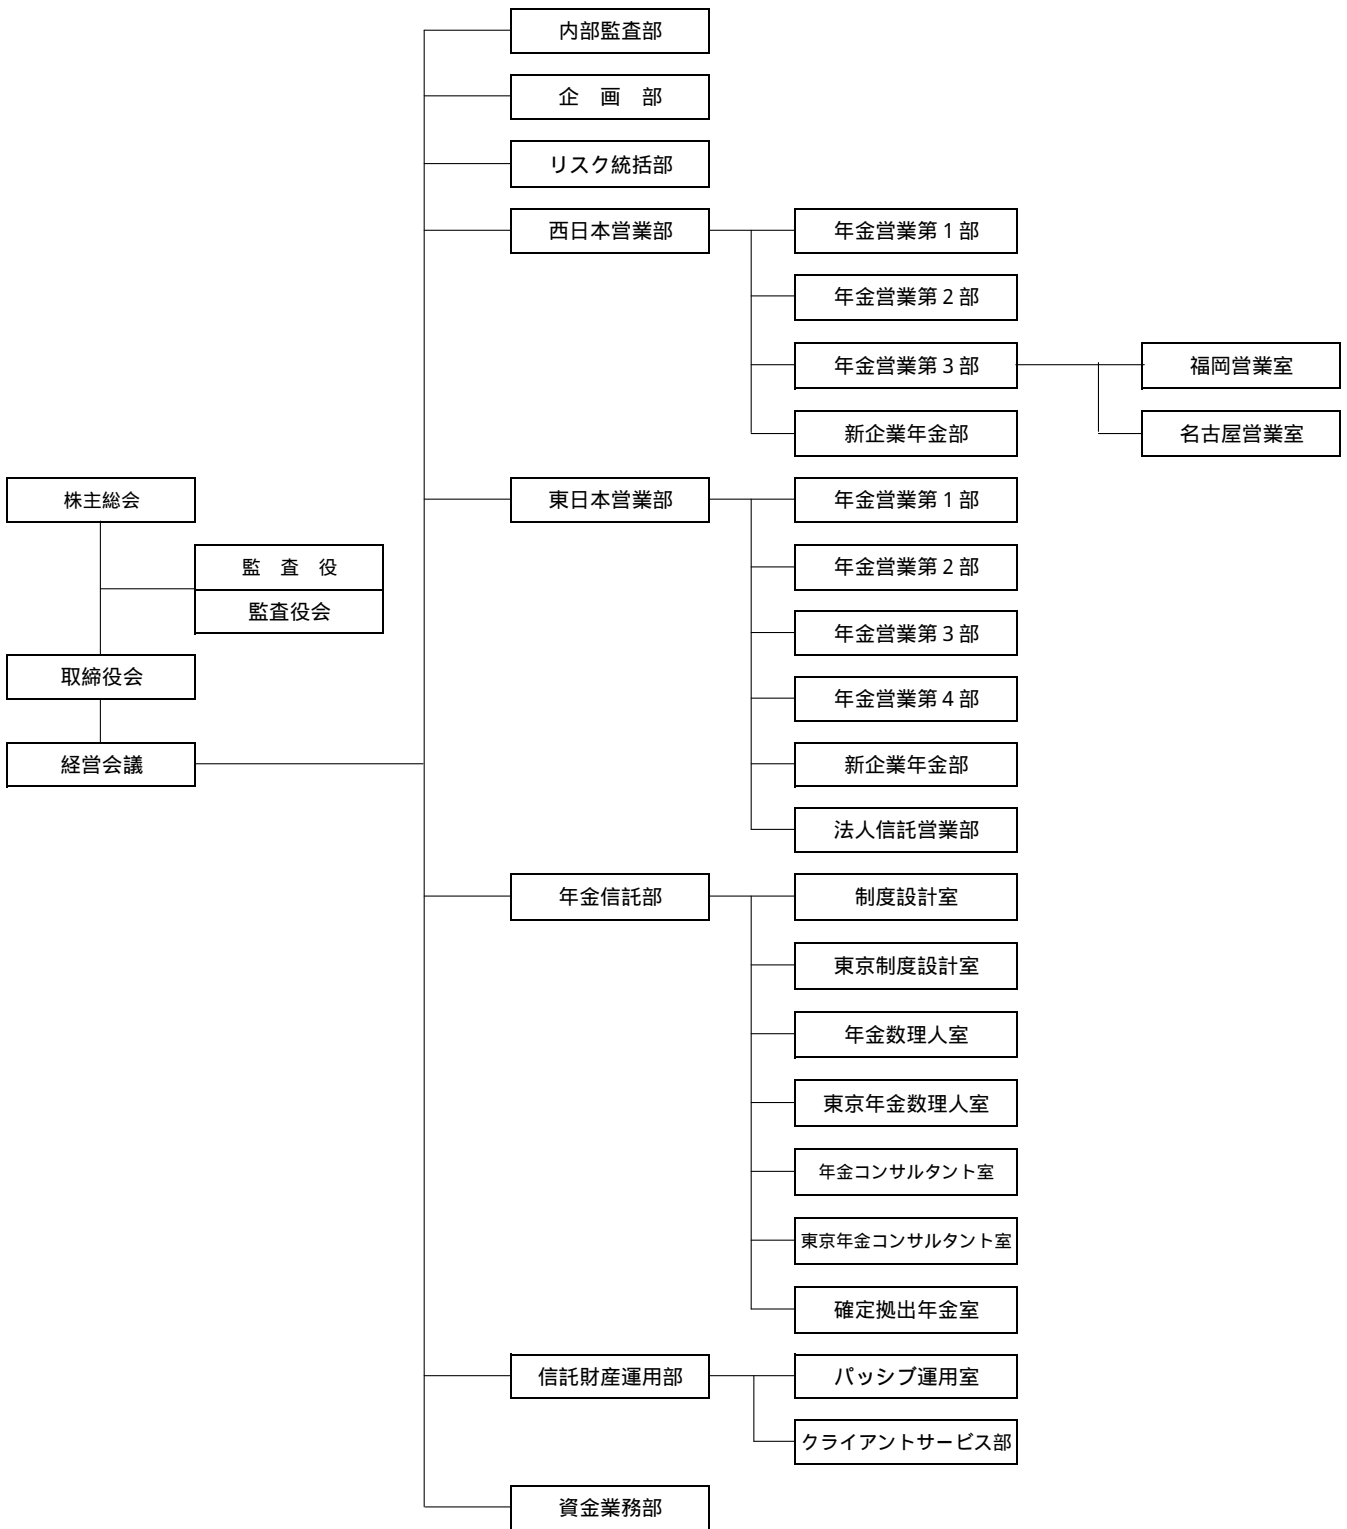 内部監査部
企　画　部
リスク統括部
西日本営業部
年金営業第1部
年金営業第2部
年金営業第3部
福岡営業室
新企業年金部
名古屋営業室
株主総会
東日本営業部
年金営業第1部
監　査　役
年金営業第2部
監査役会
年金営業第3部
取締役会
年金営業第4部
経営会議
新企業年金部
法人信託営業部
年金信託部
制度設計室
東京制度設計室
年金数理人室
東京年金数理人室
年金コンサルタント室
東京年金コンサルタント室
確定拠出年金室
信託財産運用部
パッシブ運用室
クライアントサービス部
資金業務部